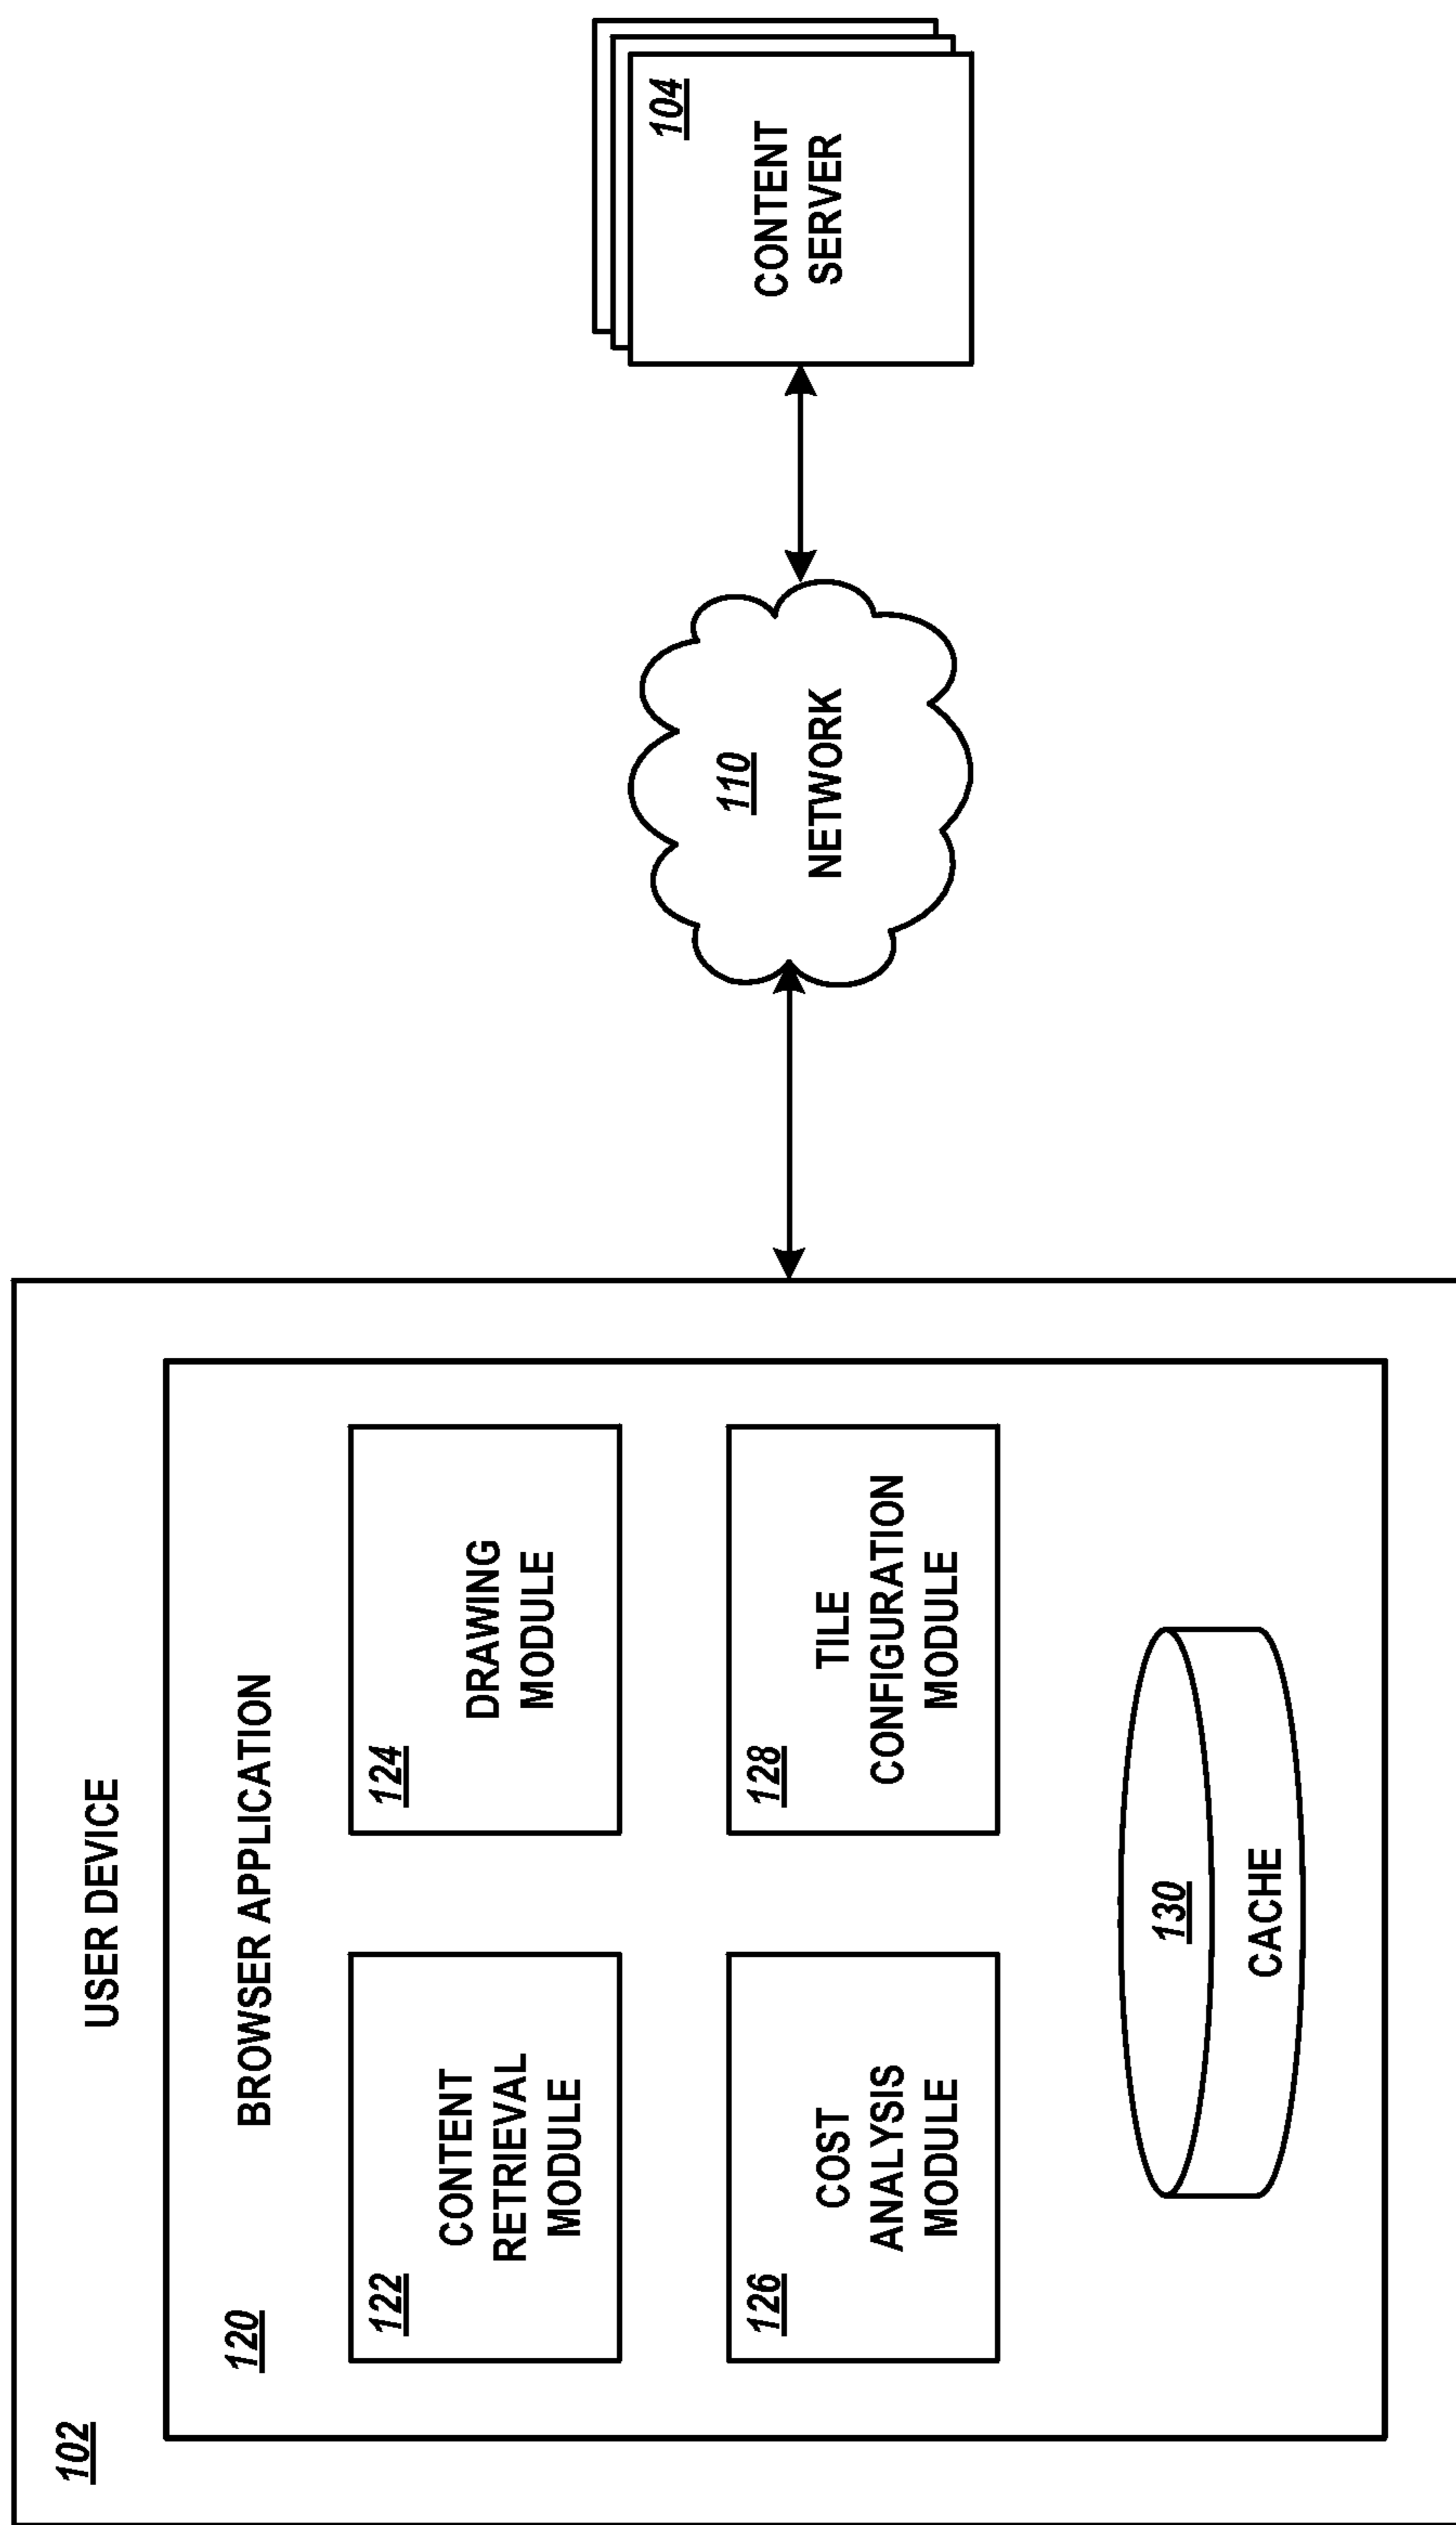 102
USER DEVICE
120
BROWSER APPLICATION
122
CONTENT
RETRIEVAL
MODULE
124
DRAWING
MODULE
126
COST
ANALYSIS
MODULE
128
TILE
CONFIGURATION
MODULE
130
CACHE
110
NETWORK
104
CONTENT
SERVER